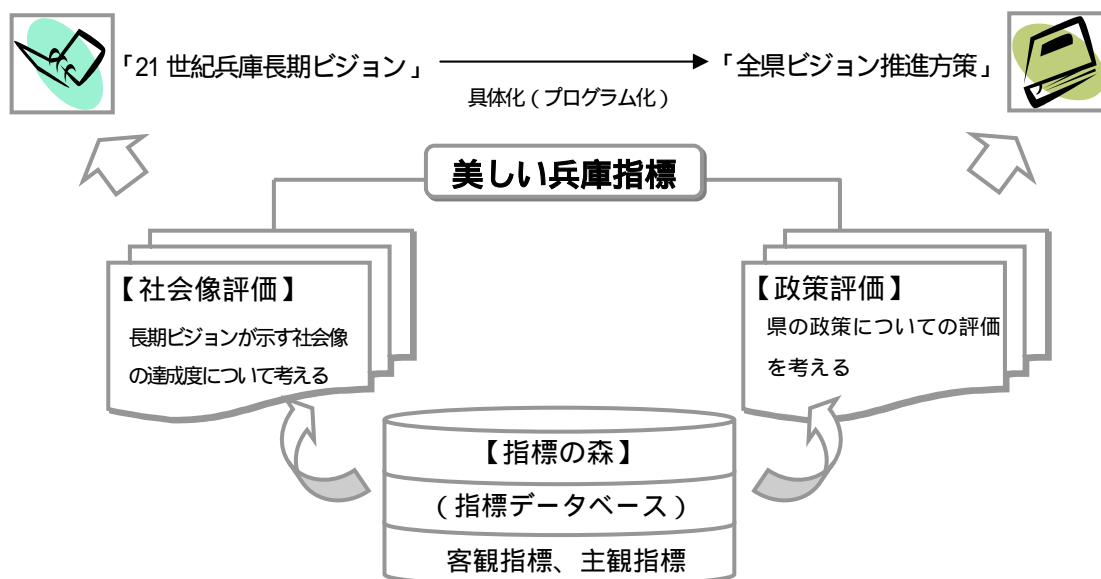 「21 世紀兵庫長期ビジョン」
「全県ビジョン推進方策」
具体化（プログラム化）
美しい兵庫指標
【社会像評価】
長期ビジョンが示す社会像
の達成度について考える
【政策評価】
県の政策についての評価
を考える
【指標の森】
（指標データベース）
客観指標、主観指標